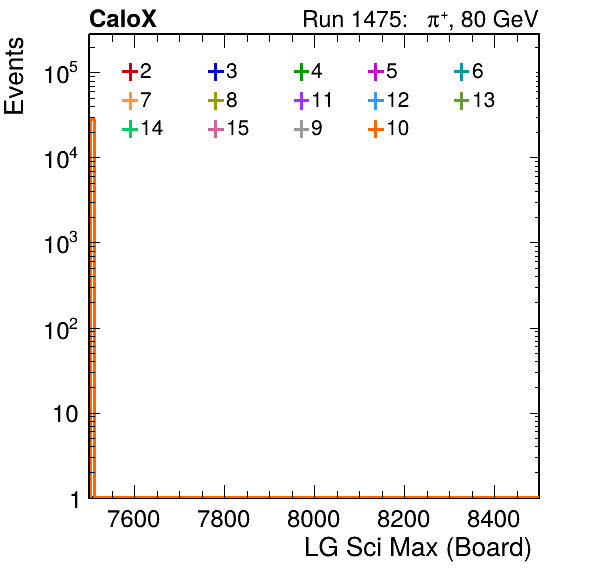 CaloX Run 1475: π⁺, 80 GeV
Events
2 3 4 5 6
7 8 11 12 13
14 15 9 10
10⁵
10⁴
10³
10²
10
1
7600 7800 8000 8200 8400
LG Sci Max (Board)